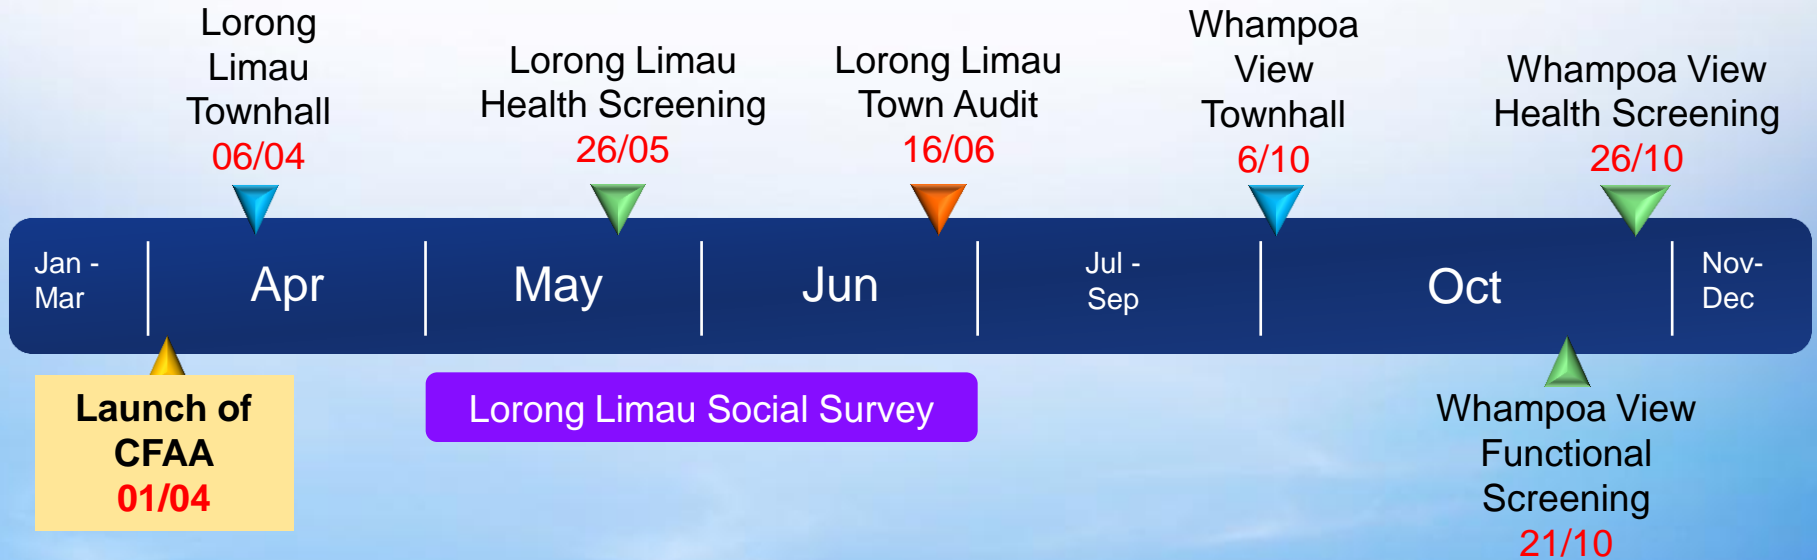 Lorong
Limau
Townhall
06/04
Lorong Limau
Health Screening
26/05
Lorong Limau
Town Audit
16/06
Whampoa
View
Townhall
6/10
Whampoa View
Health Screening
26/10
Jan -
Mar
Apr
May
Jun
Jul -
Sep
Oct
Nov-
Dec
Launch of
CFAA
01/04
Lorong Limau Social Survey
Whampoa View
Functional
Screening
21/10